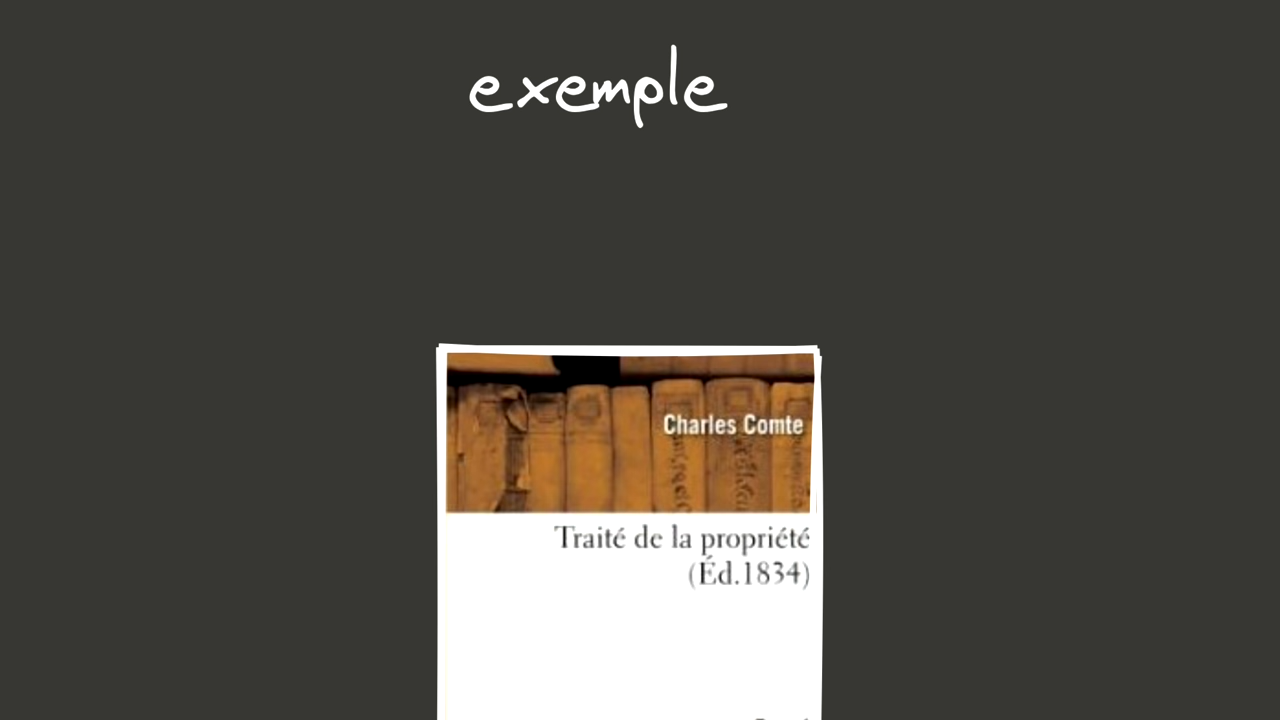 exemple
Charles Comte
Traité de la propriété
(Éd.1834)